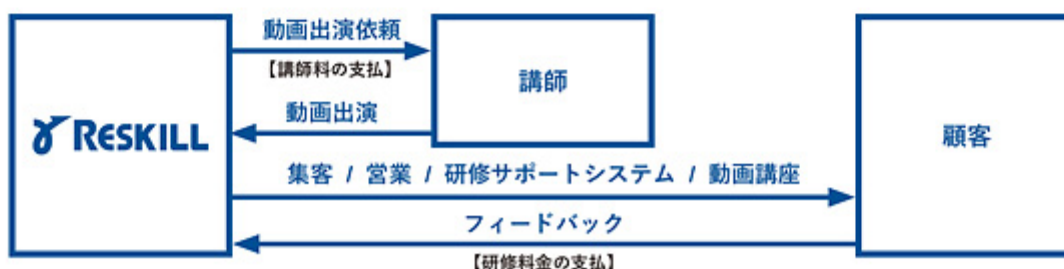 動画出演依頼
【講師料の支払】
講師
動画出演
RESKILL
顧客
集客 / 営業 / 研修サポートシステム / 動画講座
フィードバック
【研修料金の支払】